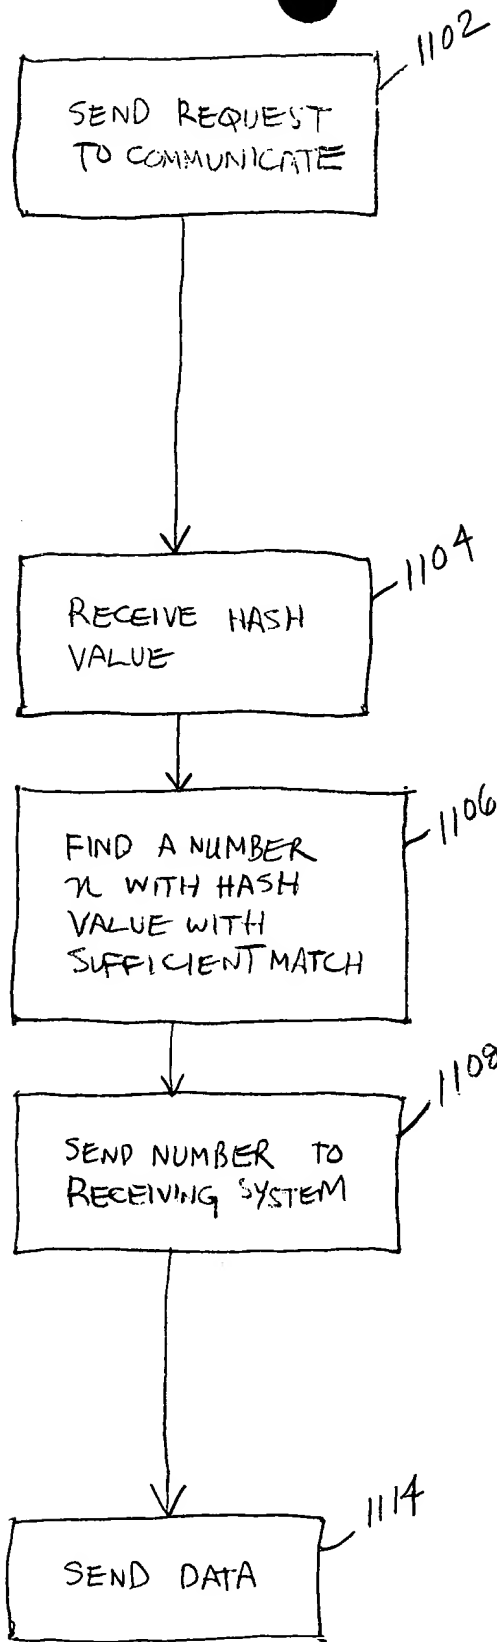 1102
SEND REQUEST
TO COMMUNICATE
1104
RECEIVE HASH
VALUE
1106
FIND A NUMBER
n WITH HASH
VALUE WITH
SUFFICIENT MATCH
1108
SEND NUMBER TO
RECEIVING SYSTEM
1114
SEND DATA